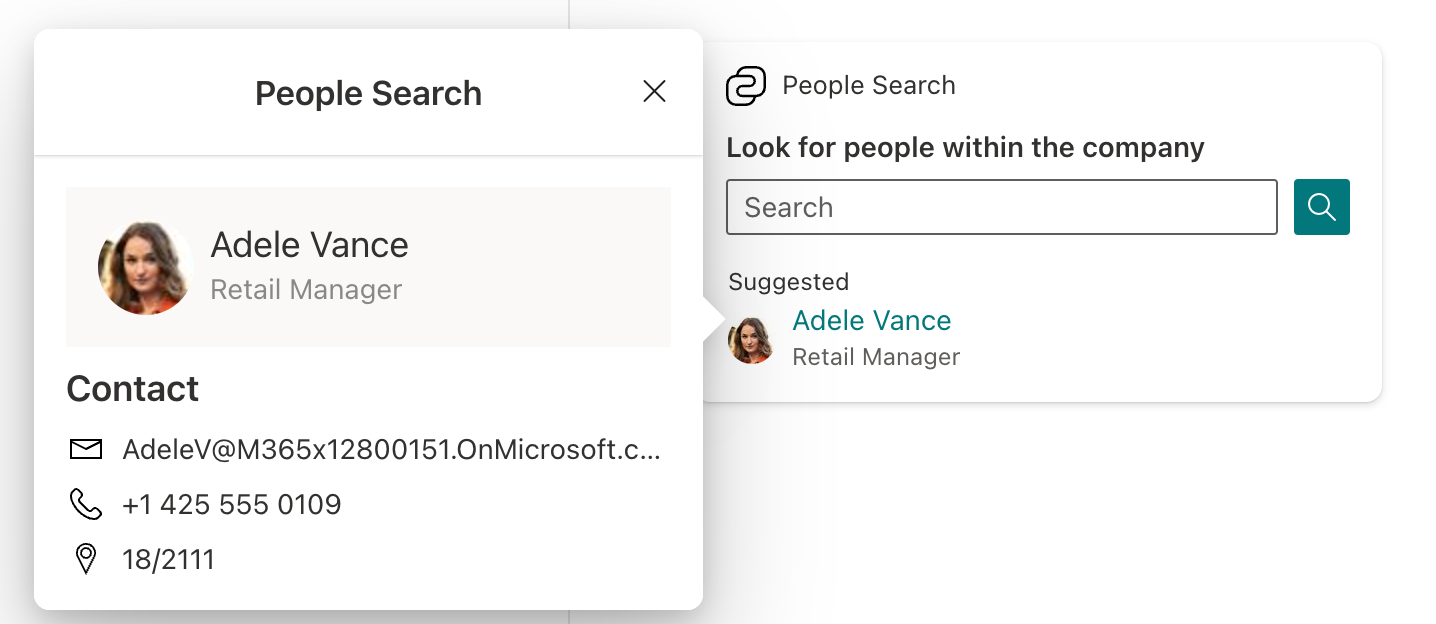 People Search
Adele Vance
Retail Manager
Contact
AdeleV@M365x12800151.OnMicrosoft.c...
+1 425 555 0109
18/2111
People Search
Look for people within the company
Search
Suggested
Adele Vance
Retail Manager